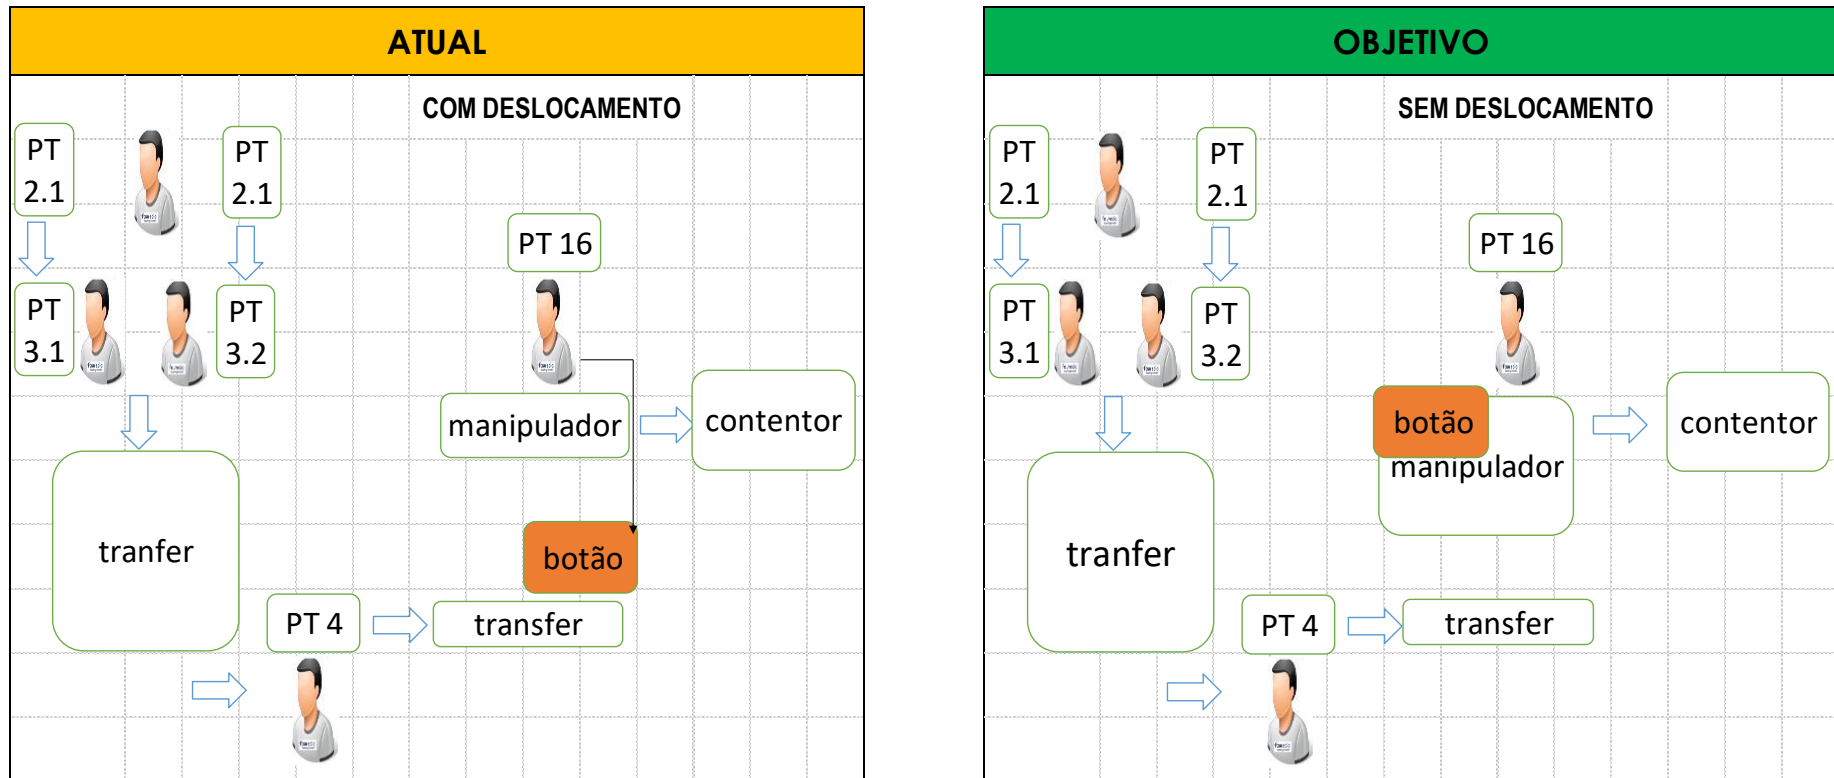 ATUAL
COM DESLOCAMENTO
PT
2.1
PT
2.1
PT 16
PT
3.1
PT
3.2
manipulador
contentor
tranfer
botão
PT 4
transfer
OBJETIVO
SEM DESLOCAMENTO
PT
2.1
PT
2.1
PT 16
PT
3.1
PT
3.2
botão
manipulador
contentor
tranfer
PT 4
transfer